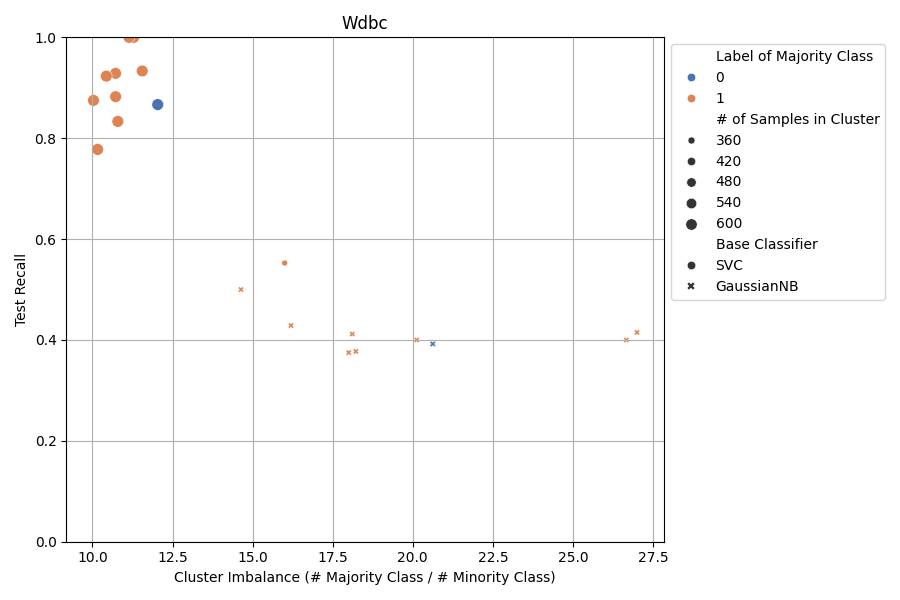 Wdbc
1.0
0.8
0.6
0.4
0.2
0.0
Test Recall
10.0 12.5 15.0 17.5 20.0 22.5 25.0 27.5
Cluster Imbalance (# Majority Class / # Minority Class)
Label of Majority Class
0
1
# of Samples in Cluster
360
420
480
540
600
Base Classifier
SVC
GaussianNB